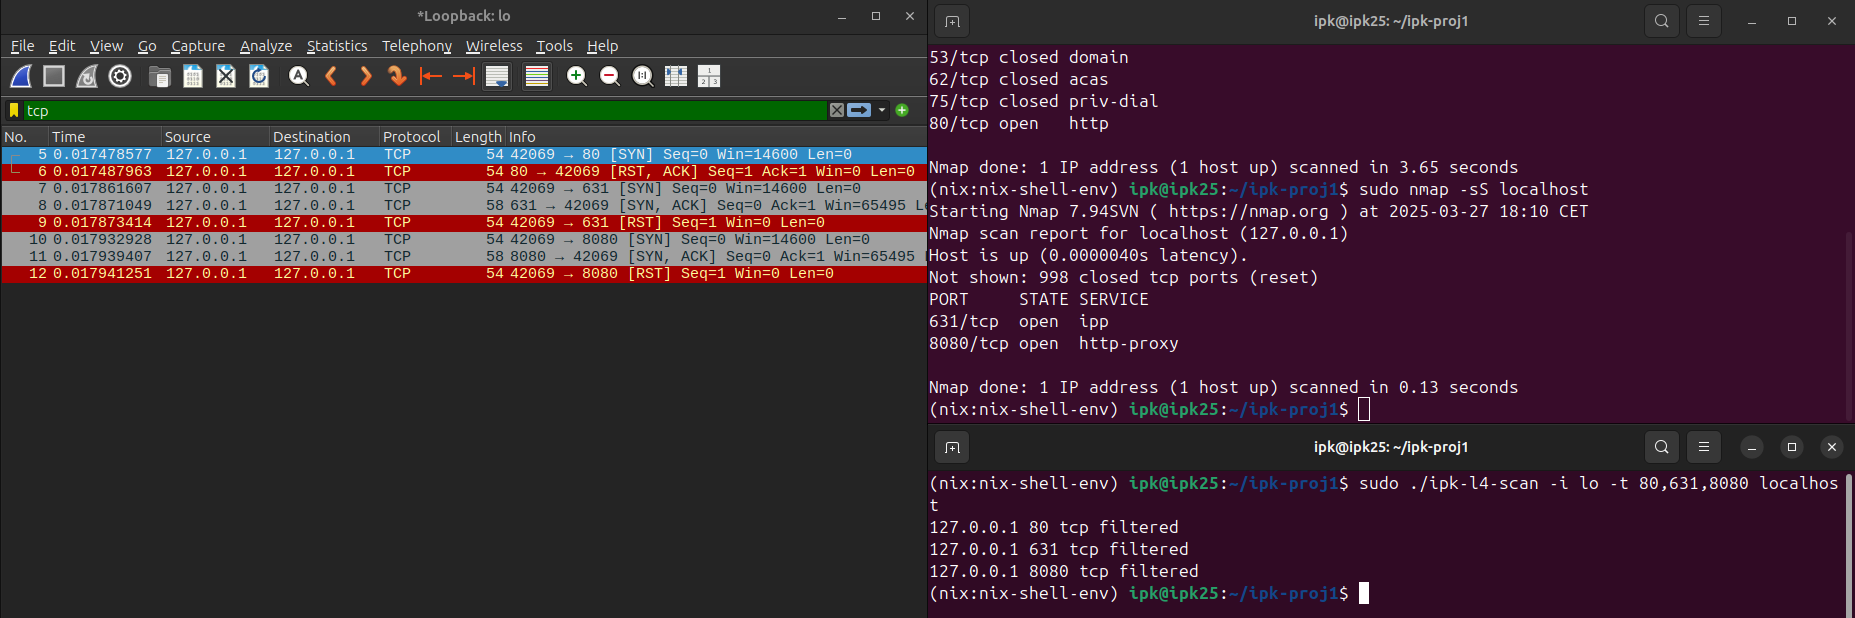 *Loopback: lo
File Edit View Go Capture Analyze Statistics Telephony Wireless Tools Help
tcp
No. Time Source Destination Protocol Length Info
5 0.017478577 127.0.0.1 127.0.0.1 TCP 54 42069 → 80 [SYN] Seq=0 Win=14600 Len=0
6 0.017487963 127.0.0.1 127.0.0.1 TCP 54 80 → 42069 [RST, ACK] Seq=1 Ack=1 Win=0 Len=0
7 0.017861607 127.0.0.1 127.0.0.1 TCP 54 42069 → 631 [SYN] Seq=0 Win=14600 Len=0
8 0.017871049 127.0.0.1 127.0.0.1 TCP 58 631 → 42069 [SYN, ACK] Seq=0 Ack=1 Win=65495
9 0.017873414 127.0.0.1 127.0.0.1 TCP 54 42069 → 631 [RST] Seq=1 Win=0 Len=0
10 0.017932928 127.0.0.1 127.0.0.1 TCP 54 42069 → 8080 [SYN] Seq=0 Win=14600 Len=0
11 0.017939407 127.0.0.1 127.0.0.1 TCP 58 8080 → 42069 [SYN, ACK] Seq=0 Ack=1 Win=65495
12 0.017941251 127.0.0.1 127.0.0.1 TCP 54 42069 → 8080 [RST] Seq=1 Win=0 Len=0
ipk@ipk25: ~/ipk-proj1
53/tcp closed domain
62/tcp closed acas
75/tcp closed priv-dial
80/tcp open http
Nmap done: 1 IP address (1 host up) scanned in 3.65 seconds
(nix:nix-shell-env) ipk@ipk25:~/ipk-proj1$ sudo nmap -sS localhost
Starting Nmap 7.94SVN ( https://nmap.org ) at 2025-03-27 18:10 CET
Nmap scan report for localhost (127.0.0.1)
Host is up (0.0000040s latency).
Not shown: 998 closed tcp ports (reset)
PORT STATE SERVICE
631/tcp open ipp
8080/tcp open http-proxy
Nmap done: 1 IP address (1 host up) scanned in 0.13 seconds
(nix:nix-shell-env) ipk@ipk25:~/ipk-proj1$
ipk@ipk25: ~/ipk-proj1
(nix:nix-shell-env) ipk@ipk25:~/ipk-proj1$ sudo ./ipk-l4-scan -i lo -t 80,631,8080 localhos
t
127.0.0.1 80 tcp filtered
127.0.0.1 631 tcp filtered
127.0.0.1 8080 tcp filtered
(nix:nix-shell-env) ipk@ipk25:~/ipk-proj1$